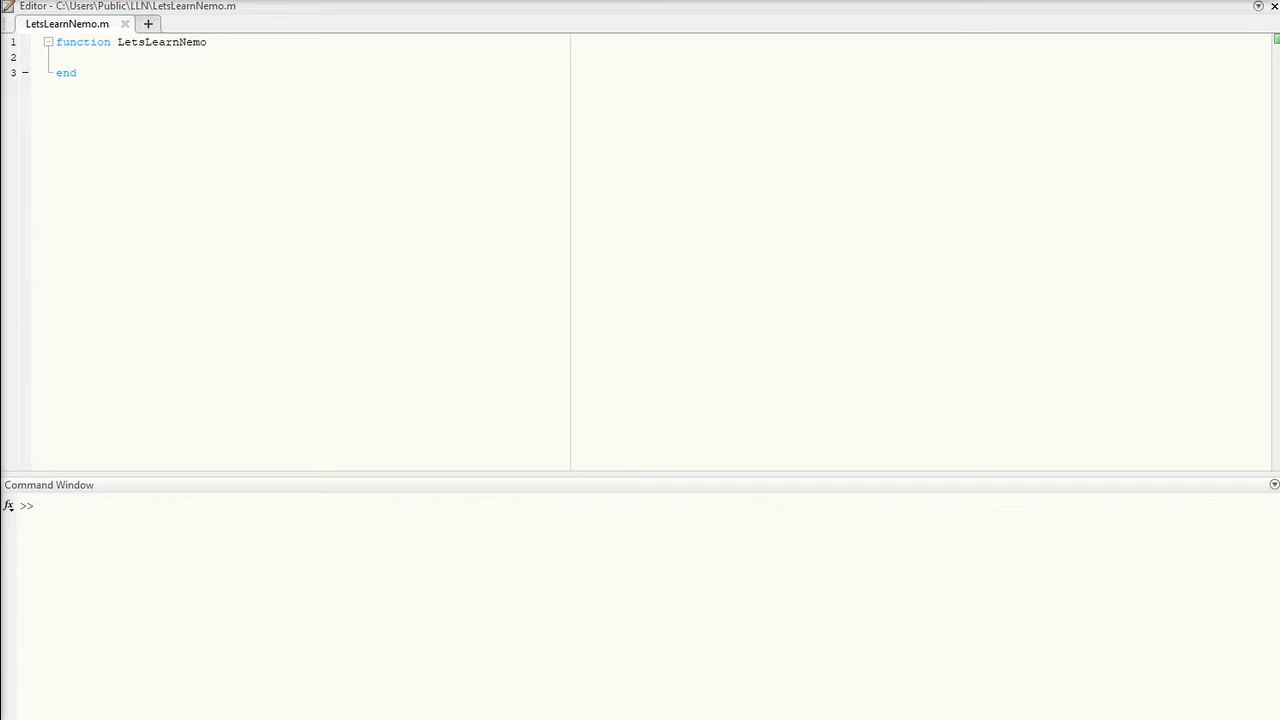 Editor - C:\Users\Public\LLN\LetsLearnNemo.m
LetsLearnNemo.m
1 function LetsLearnNemo
2
3 end
Command Window
fx >>